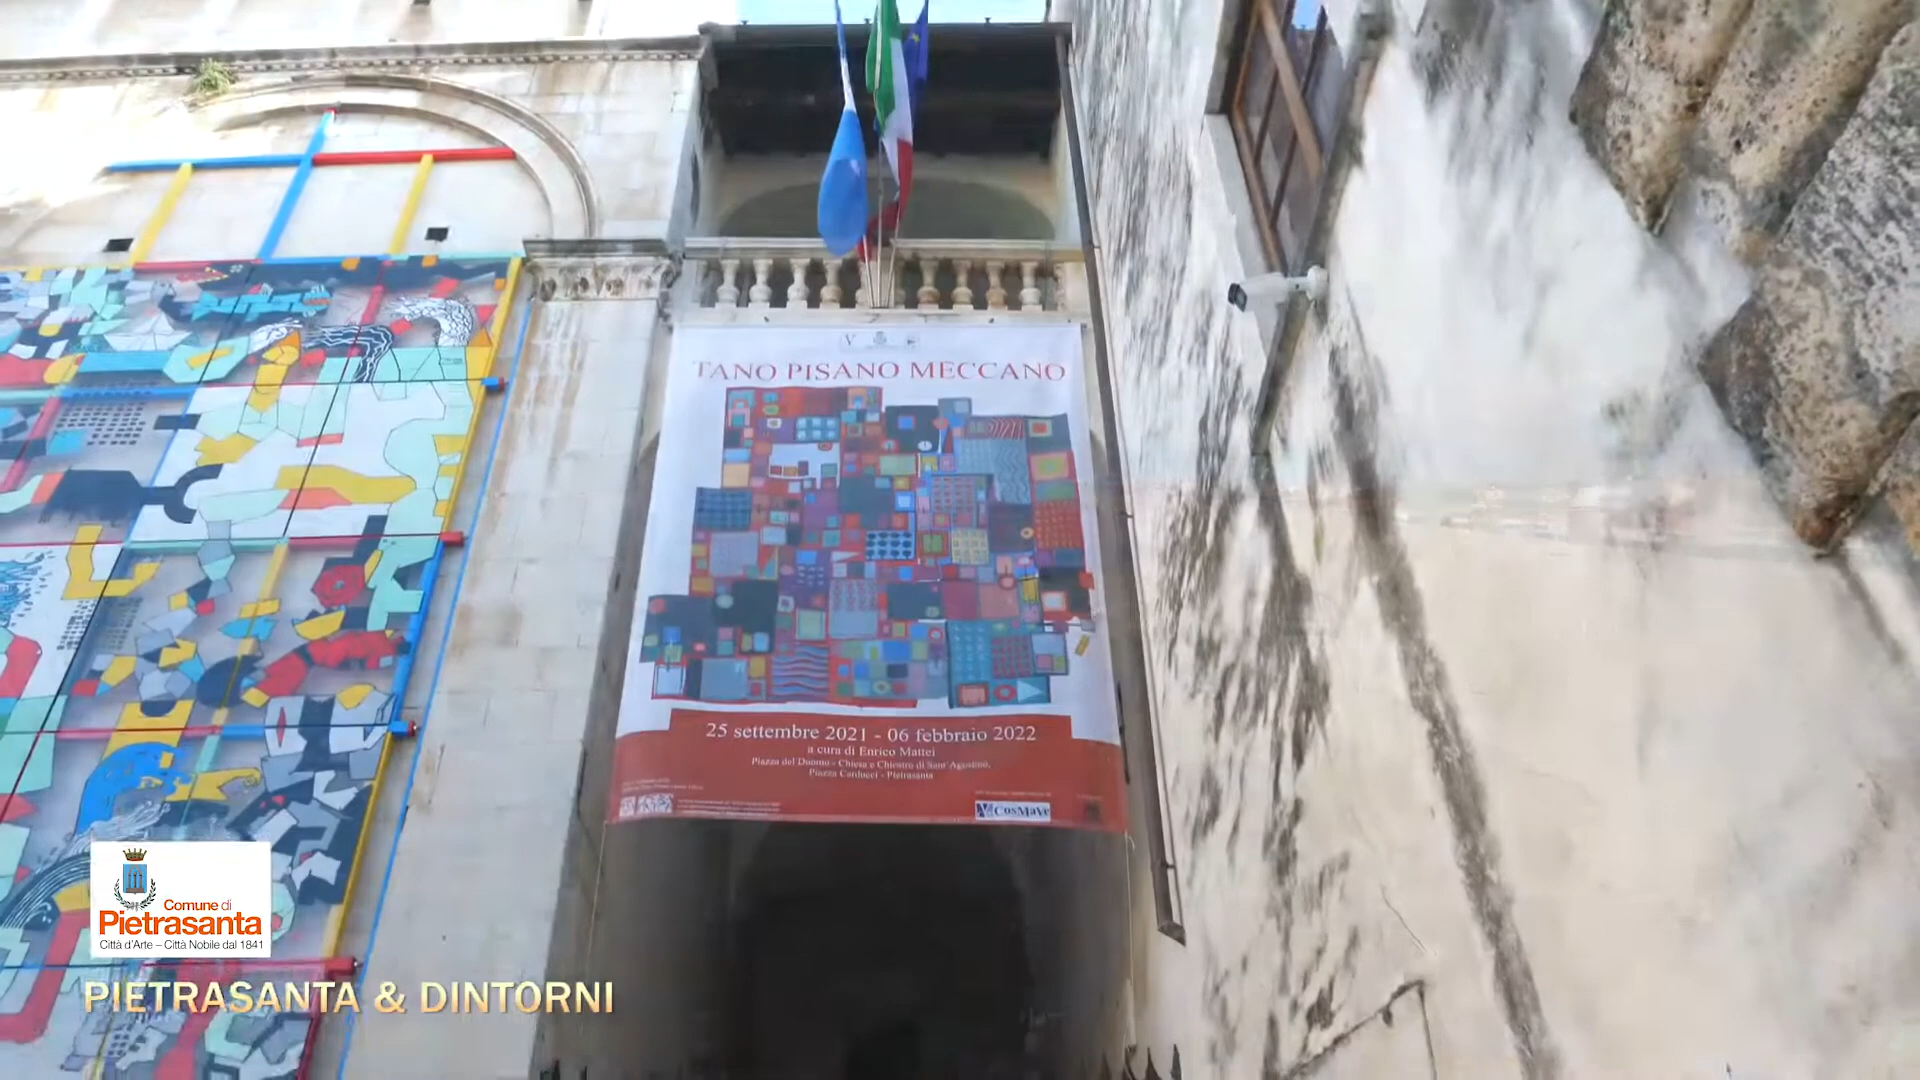 TANO PISANO MECCANO
25 settembre 2021 - 06 febbraio 2022
a cura di Enrico Mattei
Piazza del Duomo - Chiesa e Chiostro di Sant'Agostino,
Piazza Carducci - Pietrasanta
CosMaVe
Comune di
Pietrasanta
Città d'Arte – Città Nobile dal 1841
PIETRASANTA & DINTORNI